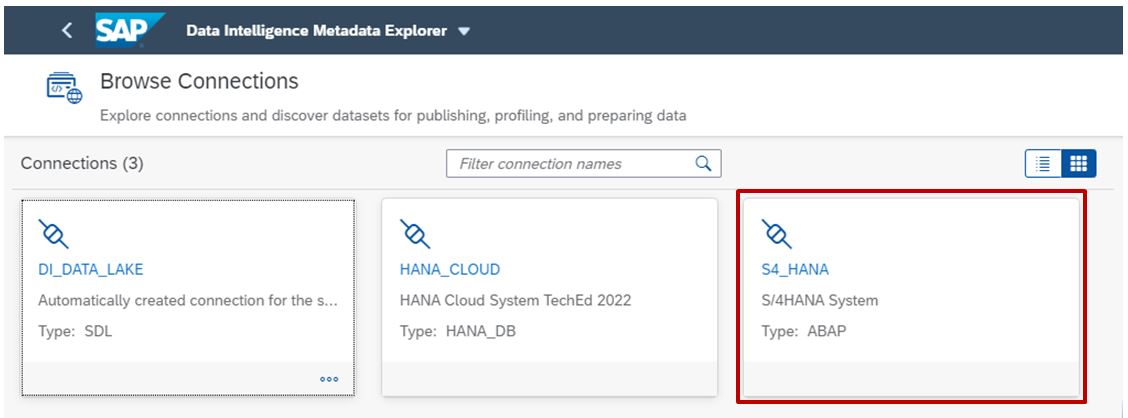 SAP Data Intelligence Metadata Explorer
Browse Connections
Explore connections and discover datasets for publishing, profiling, and preparing data
Connections (3)
Filter connection names
DI_DATA_LAKE
Automatically created connection for the s...
Type: SDL
HANA_CLOUD
HANA Cloud System TechEd 2022
Type: HANA_DB
S4_HANA
S/4HANA System
Type: ABAP